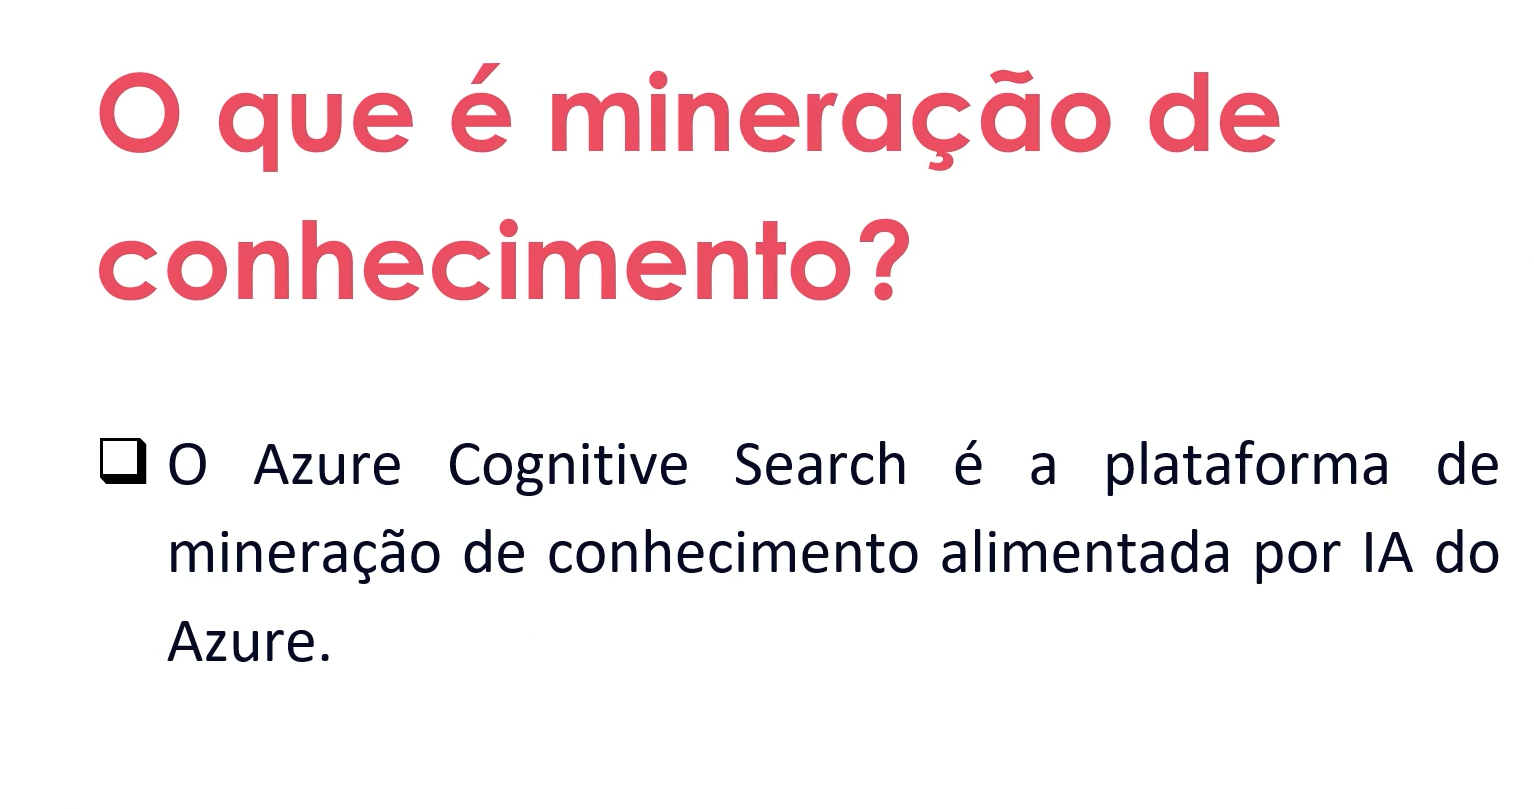 O que é mineração de
conhecimento?
O Azure Cognitive Search é a plataforma de
mineração de conhecimento alimentada por IA do
Azure.